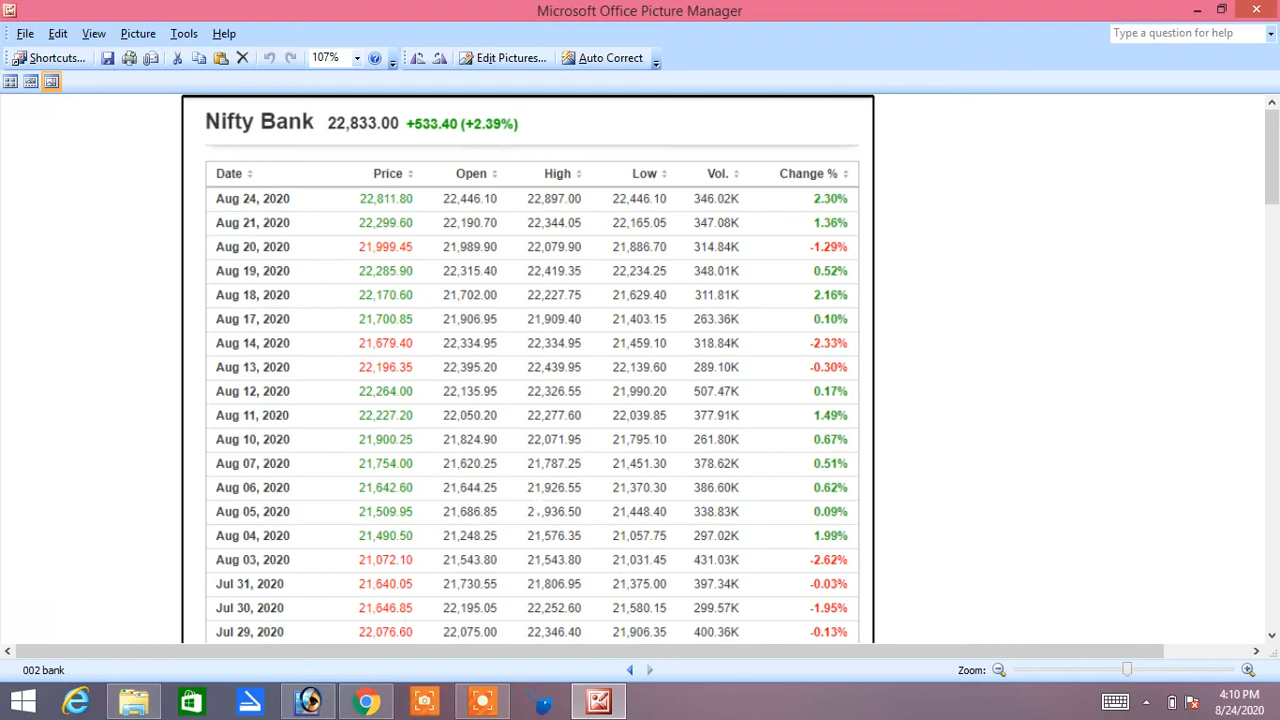 Microsoft Office Picture Manager
File Edit View Picture Tools Help
Type a question for help
Shortcuts... 107% Edit Pictures... Auto Correct
Nifty Bank 22,833.00 +533.40 (+2.39%)
Date Price Open High Low Vol. Change %
Aug 24, 2020 22,811.80 22,446.10 22,897.00 22,446.10 346.02K 2.30%
Aug 21, 2020 22,299.60 22,190.70 22,344.05 22,165.05 347.08K 1.36%
Aug 20, 2020 21,999.45 21,989.90 22,079.90 21,886.70 314.84K -1.29%
Aug 19, 2020 22,285.90 22,315.40 22,419.35 22,234.25 348.01K 0.52%
Aug 18, 2020 22,170.60 21,702.00 22,227.75 21,629.40 311.81K 2.16%
Aug 17, 2020 21,700.85 21,906.95 21,909.40 21,403.15 263.36K 0.10%
Aug 14, 2020 21,679.40 22,334.95 22,334.95 21,459.10 318.84K -2.33%
Aug 13, 2020 22,196.35 22,395.20 22,439.95 22,139.60 289.10K -0.30%
Aug 12, 2020 22,264.00 22,135.95 22,326.55 21,990.20 507.47K 0.17%
Aug 11, 2020 22,227.20 22,050.20 22,277.60 22,039.85 377.91K 1.49%
Aug 10, 2020 21,900.25 21,824.90 22,071.95 21,795.10 261.80K 0.67%
Aug 07, 2020 21,754.00 21,620.25 21,787.25 21,451.30 378.62K 0.51%
Aug 06, 2020 21,642.60 21,644.25 21,926.55 21,370.30 386.60K 0.62%
Aug 05, 2020 21,509.95 21,686.85 21,448.40 338.83K 0.09%
Aug 04, 2020 21,490.50 21,248.25 21,576.35 21,057.75 297.02K 1.99%
Aug 03, 2020 21,072.10 21,543.80 21,543.80 21,031.45 431.03K -2.62%
Jul 31, 2020 21,640.05 21,730.55 21,806.95 21,375.00 397.34K -0.03%
Jul 30, 2020 21,646.85 22,195.05 22,252.60 21,580.15 299.57K -1.95%
Jul 29, 2020 22,076.60 22,075.00 22,346.40 21,906.35 400.36K -0.13%
002 bank
Zoom:
4:10 PM
8/24/2020